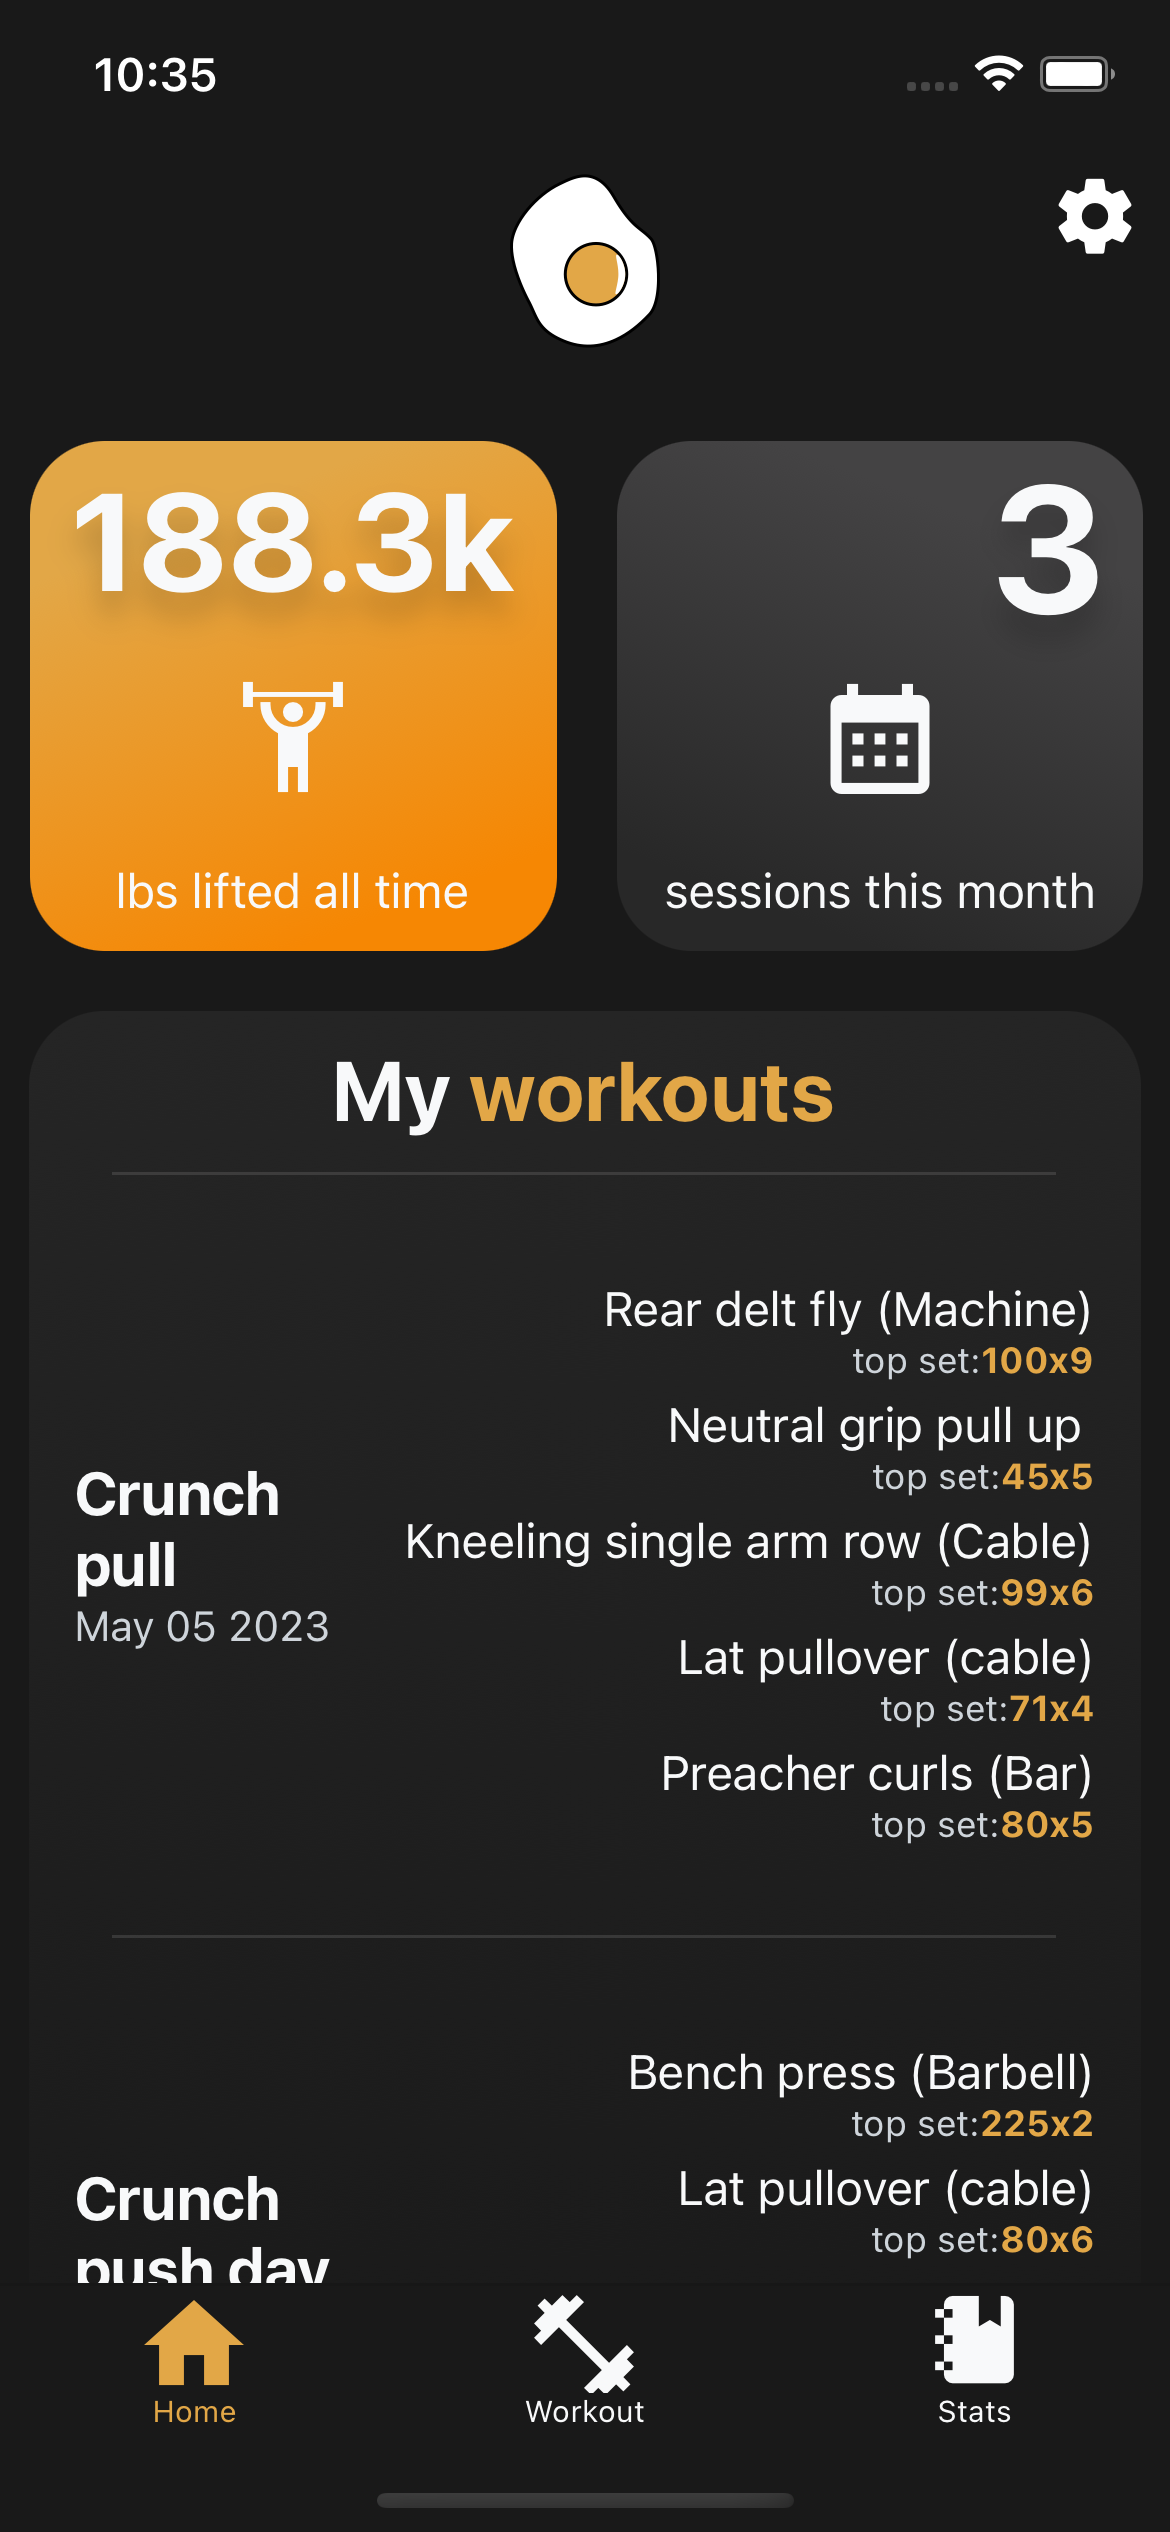 10:35
188.3k
lbs lifted all time
3
sessions this month
My workouts
Crunch
pull
May 05 2023
Rear delt fly (Machine)
top set:100x9
Neutral grip pull up
top set:45x5
Kneeling single arm row (Cable)
top set:99x6
Lat pullover (cable)
top set:71x4
Preacher curls (Bar)
top set:80x5
Crunch
push day
Bench press (Barbell)
top set:225x2
Lat pullover (cable)
top set:80x6
Home
Workout
Stats